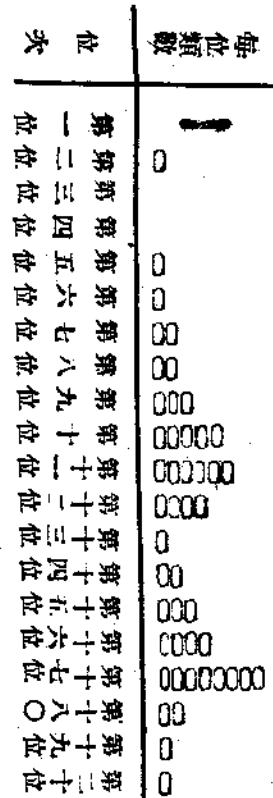 位次 每位類數
第一位 一
第二位 0
第三位
第四位
第五位 0
第六位 0
第七位 00
第八位 00
第九位 000
第十位 00000
第十一位 000000
第十二位 0000
第十三位 0
第十四位 00
第十五位 000
第十六位 0000
第十七位 00000000
第十八〇 00
第十九位 0
第二十位 0